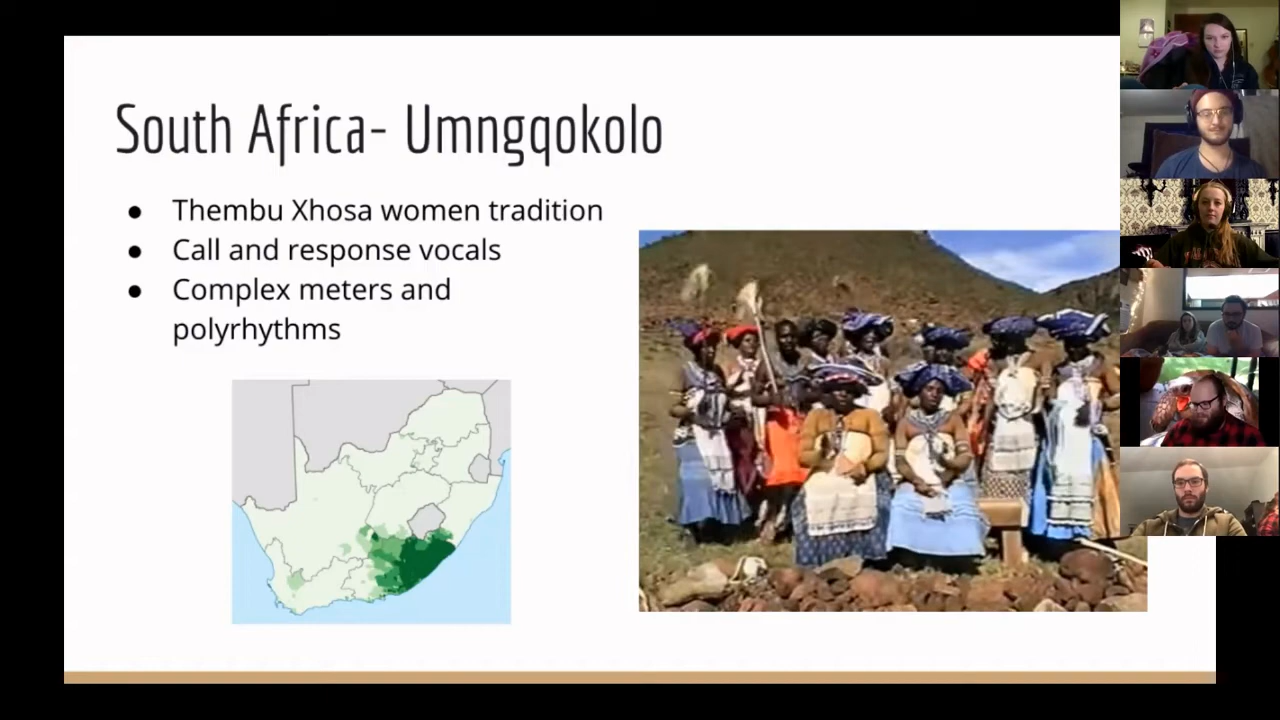 South Africa- Umngqokolo
● Thembu Xhosa women tradition
● Call and response vocals
● Complex meters and
polyrhythms